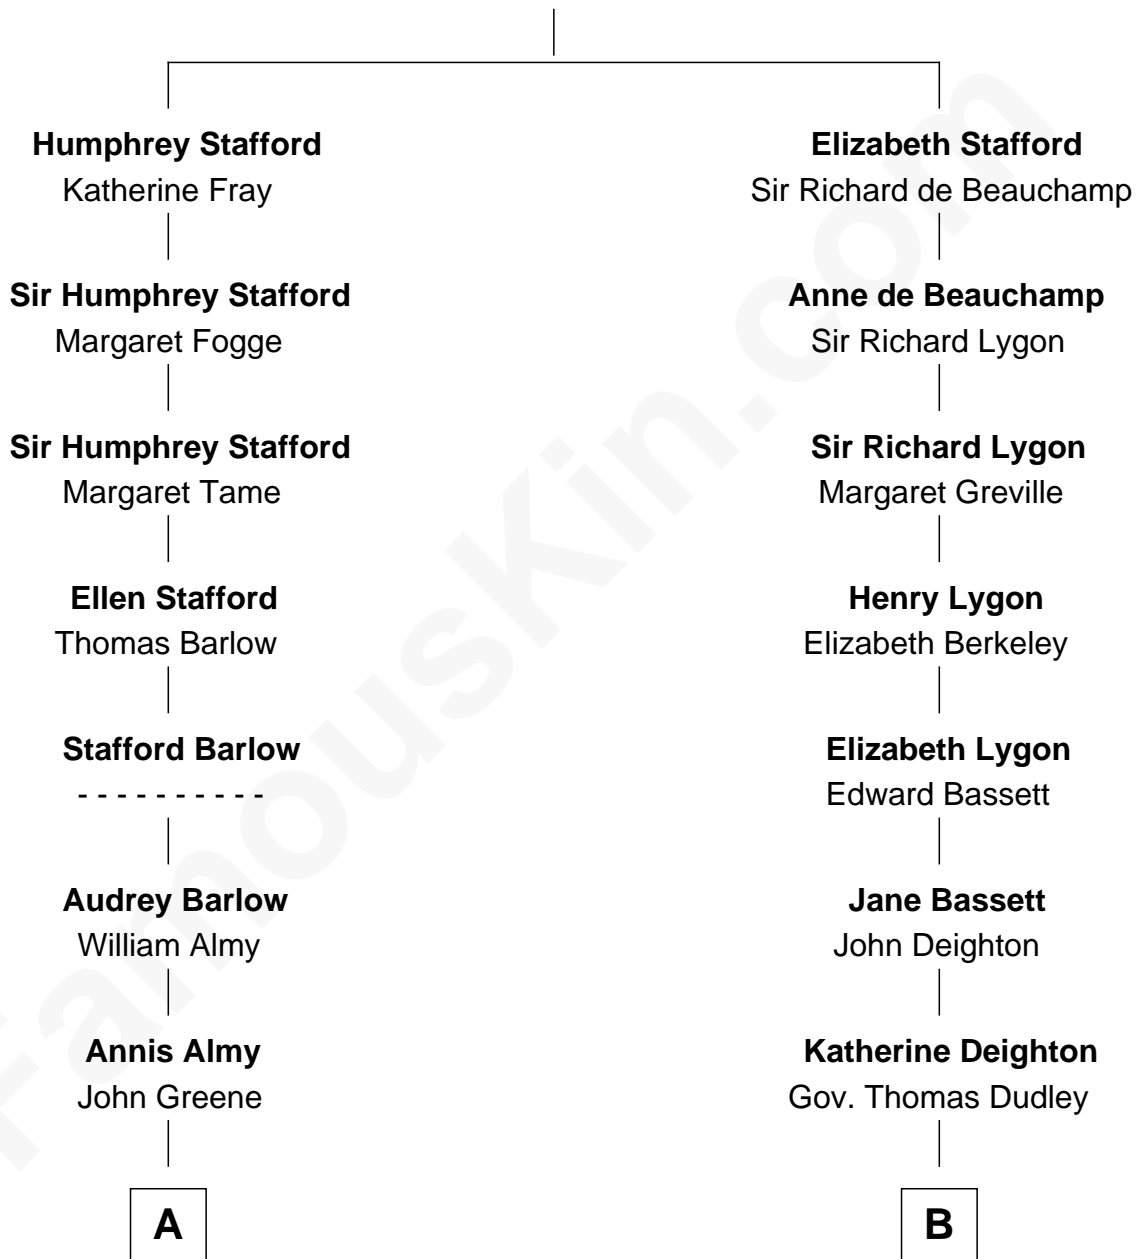 Humphrey Stafford
Katherine Fray
Sir Humphrey Stafford
Margaret Fogge
Sir Humphrey Stafford
Margaret Tame
Ellen Stafford
Thomas Barlow
Stafford Barlow
- - - - - - - - - -
Audrey Barlow
William Almy
Annis Almy
John Greene
A
Elizabeth Stafford
Sir Richard de Beauchamp
Anne de Beauchamp
Sir Richard Lygon
Sir Richard Lygon
Margaret Greville
Henry Lygon
Elizabeth Berkeley
Elizabeth Lygon
Edward Bassett
Jane Bassett
John Deighton
Katherine Deighton
Gov. Thomas Dudley
B
FamousKin.com